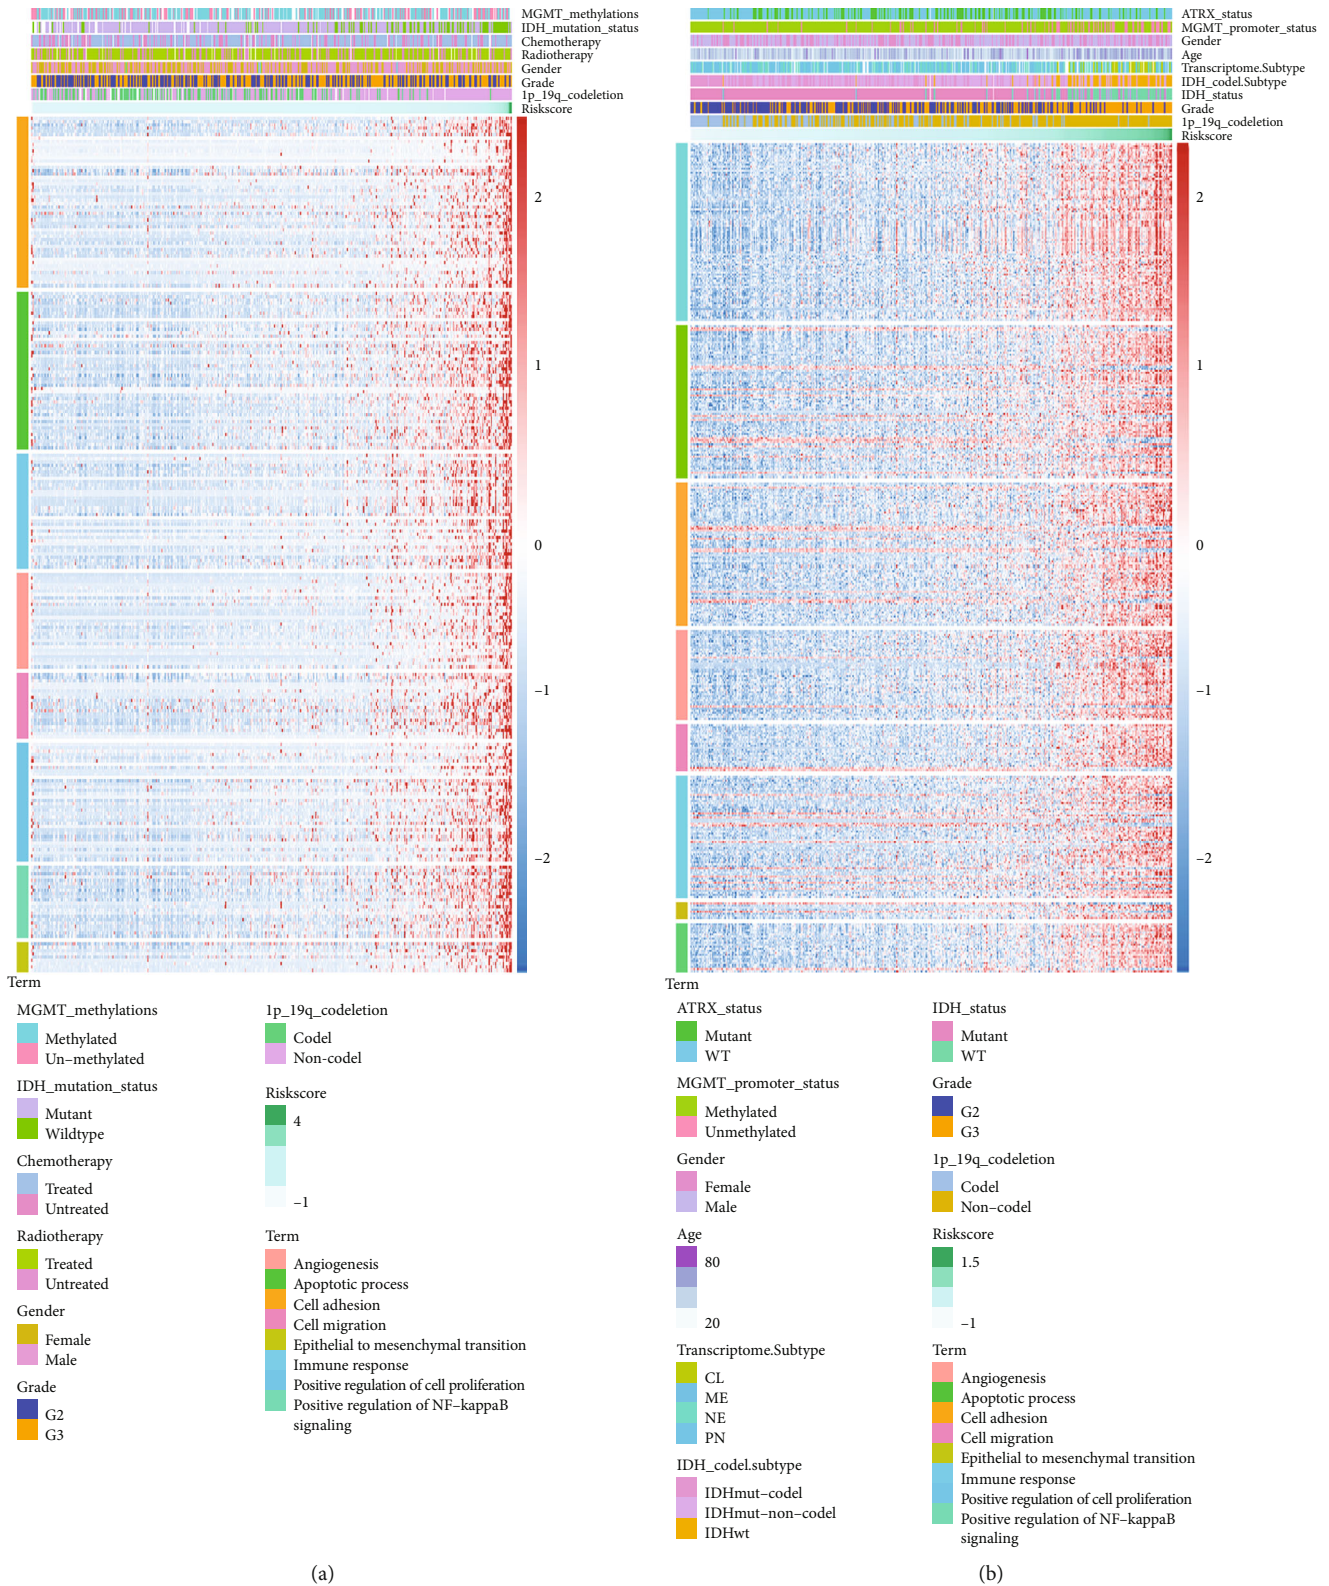 MGMT_methylations
IDH_mutation_status
Chemotherapy
Radiotherapy
Gender
Grade
1p_19q_codeletion
Riskscore
2
1
0
–1
–2
Term
MGMT_methylations
Methylated
Un–methylated
IDH_mutation_status
Mutant
Wildtype
Chemotherapy
Treated
Untreated
Radiotherapy
Treated
Untreated
Gender
Female
Male
Grade
G2
G3
1p_19q_codeletion
Codel
Non-codel
Riskscore
4
–1
Term
Angiogenesis
Apoptotic process
Cell adhesion
Cell migration
Epithelial to mesenchymal transition
Immune response
Positive regulation of cell proliferation
Positive regulation of NF–kappaB
signaling
(a)
ATRX_status
MGMT_promoter_status
Gender
Age
Transcriptome.Subtype
IDH_codel.Subtype
IDH_status
Grade
1p_19q_codeletion
Riskscore
2
1
0
–1
–2
Term
ATRX_status
Mutant
WT
MGMT_promoter_status
Methylated
Unmethylated
Gender
Female
Male
Age
80
20
Transcriptome.Subtype
CL
ME
NE
PN
IDH_codel.subtype
IDHmut–codel
IDHmut–non–codel
IDHwt
IDH_status
Mutant
WT
Grade
G2
G3
1p_19q_codetetion
Codel
Non–codel
Riskscore
1.5
–1
Term
Angiogenesis
Apoptotic process
Cell adhesion
Cell migration
Epithelial to mesenchymal transition
Immune response
Positive regulation of cell proliferation
Positive regulation of NF–kappaB
signaling
(b)